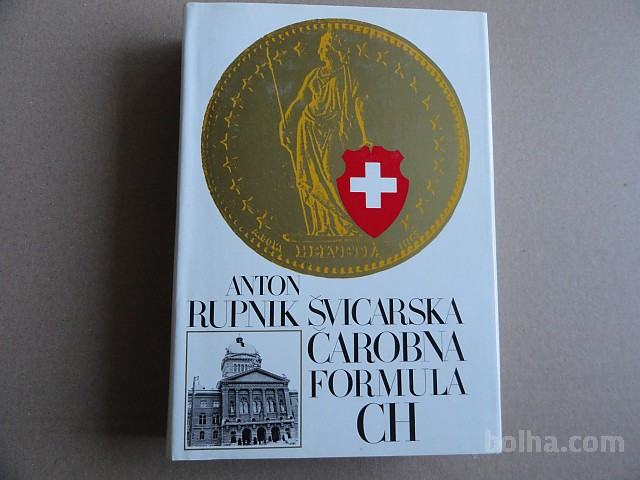 HELVETIA
ANTON
RUPNIK ŠVICARSKA
ČAROBNA
FORMULA
CH
bolha.com